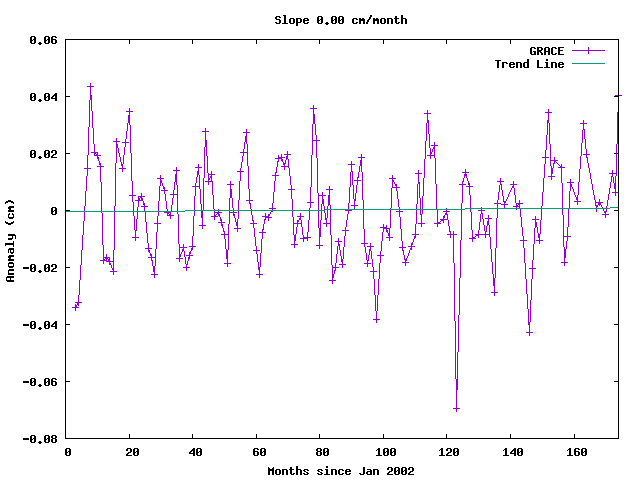 Slope 0.00 cm/month
GRACE
Trend Line
0.06
0.04
0.02
0
-0.02
-0.04
-0.06
-0.08
Anomaly (cm)
0 20 40 60 80 100 120 140 160
Months since Jan 2002